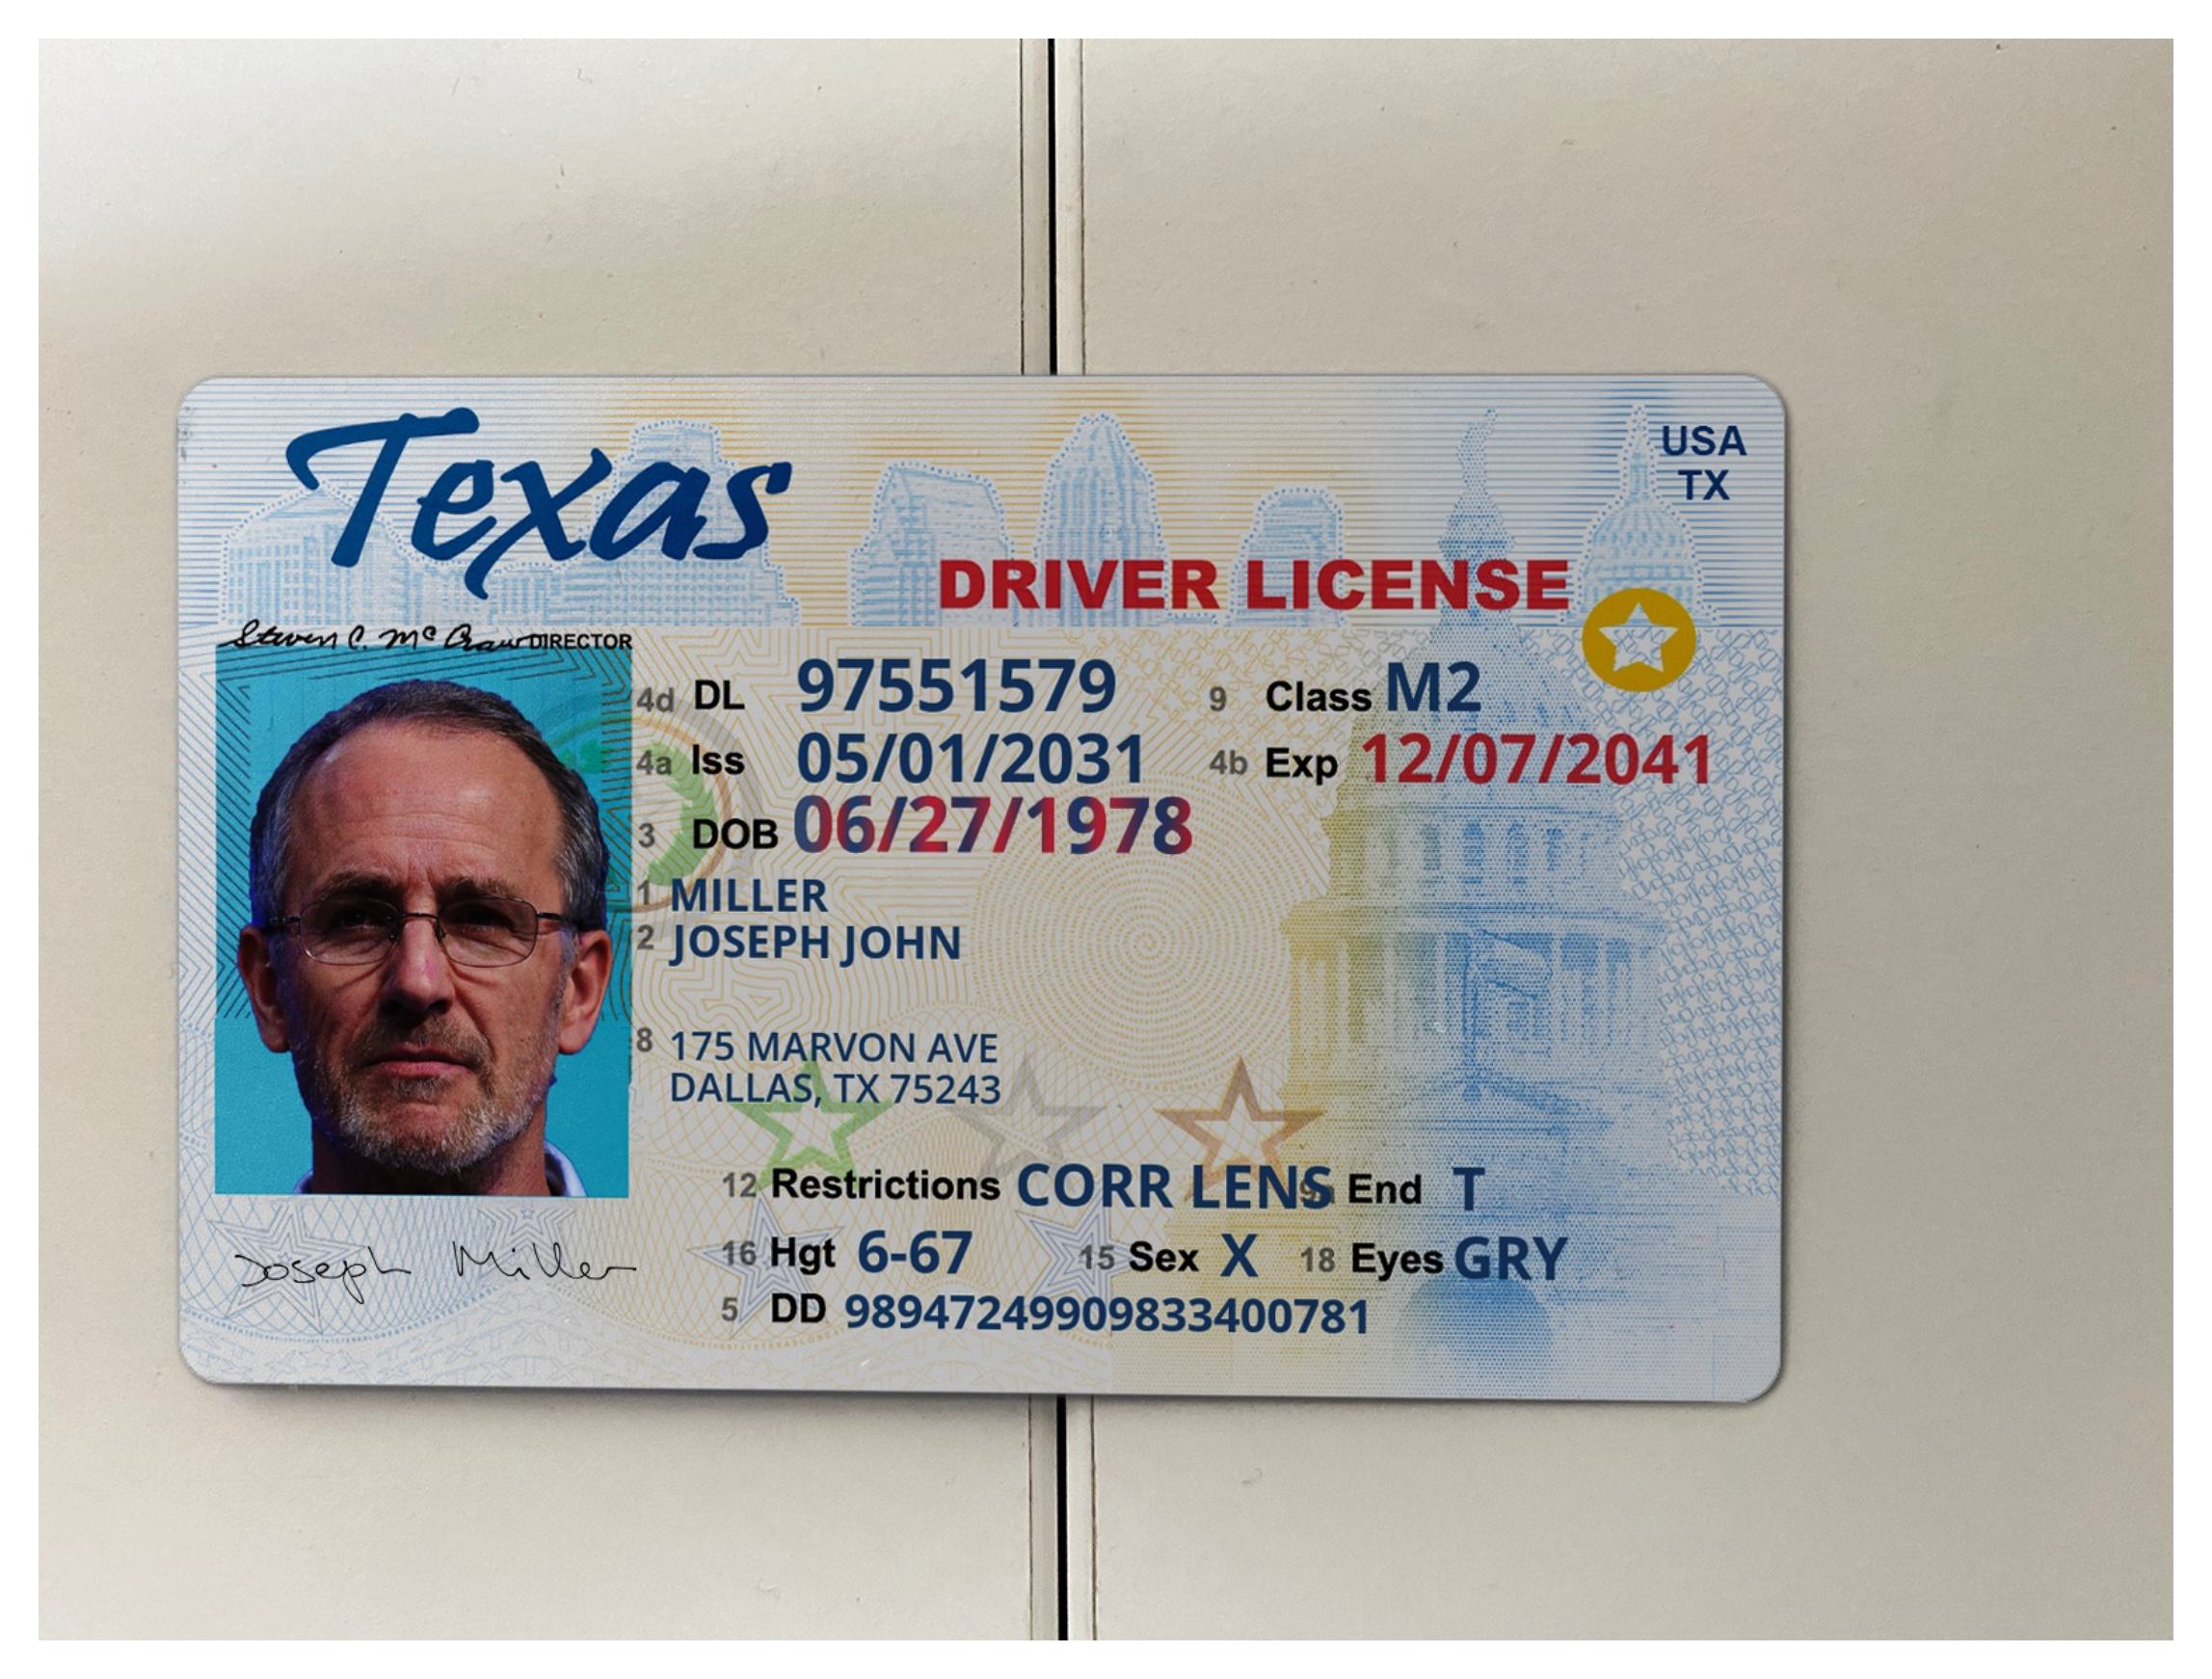 Texas
USA
TX
DRIVER LICENSE
Steven C. McCraw DIRECTOR
4d DL 97551579 9 Class M2
4a Iss 05/01/2031 4b Exp 12/07/2041
3 DOB 06/27/1978
1 MILLER
2 JOSEPH JOHN
8 175 MARVON AVE
DALLAS, TX 75243
12 Restrictions CORR LENS 9a End T
16 Hgt 6-67 15 Sex X 18 Eyes GRY
Joseph Miller
5 DD 98947249909833400781